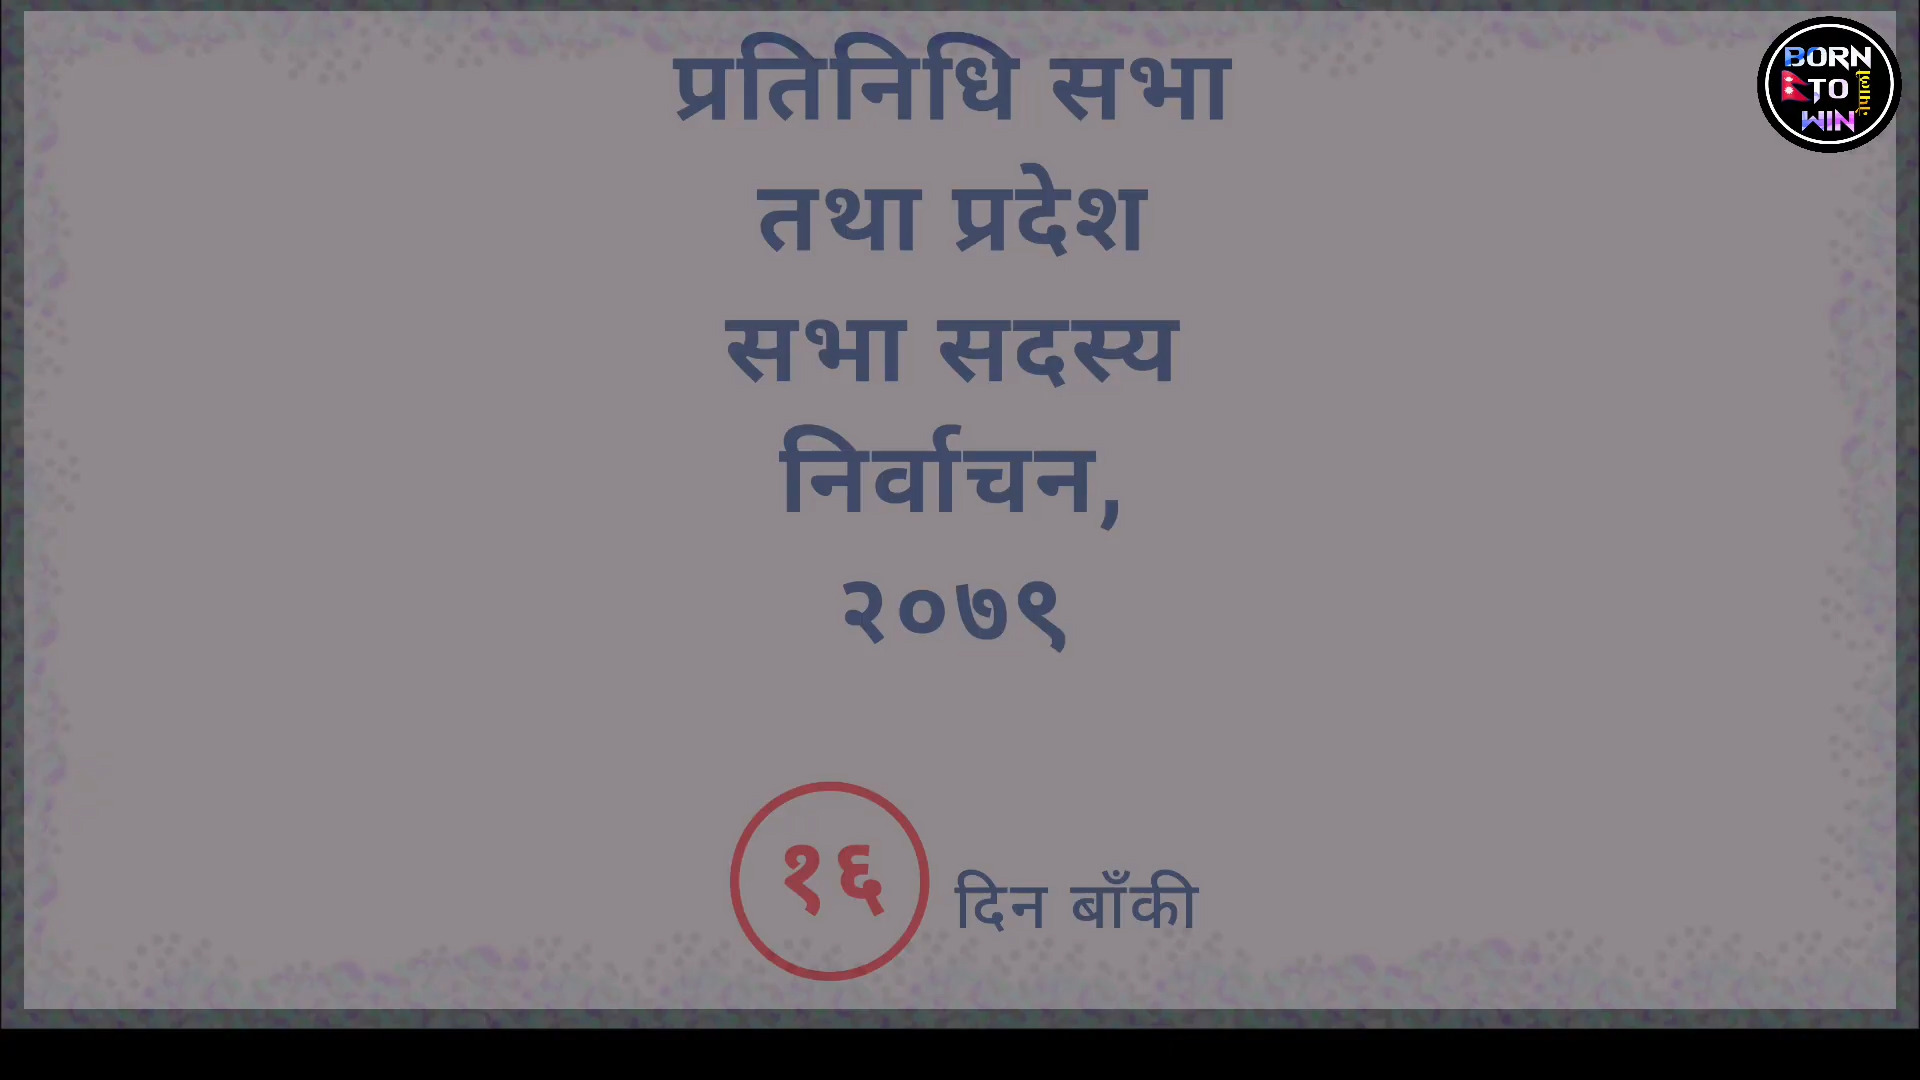 प्रतिनिधि सभा
तथा प्रदेश
सभा सदस्य
निर्वाचन,
२०७९
१६ दिन बाँकी
BORN
TO
WIN